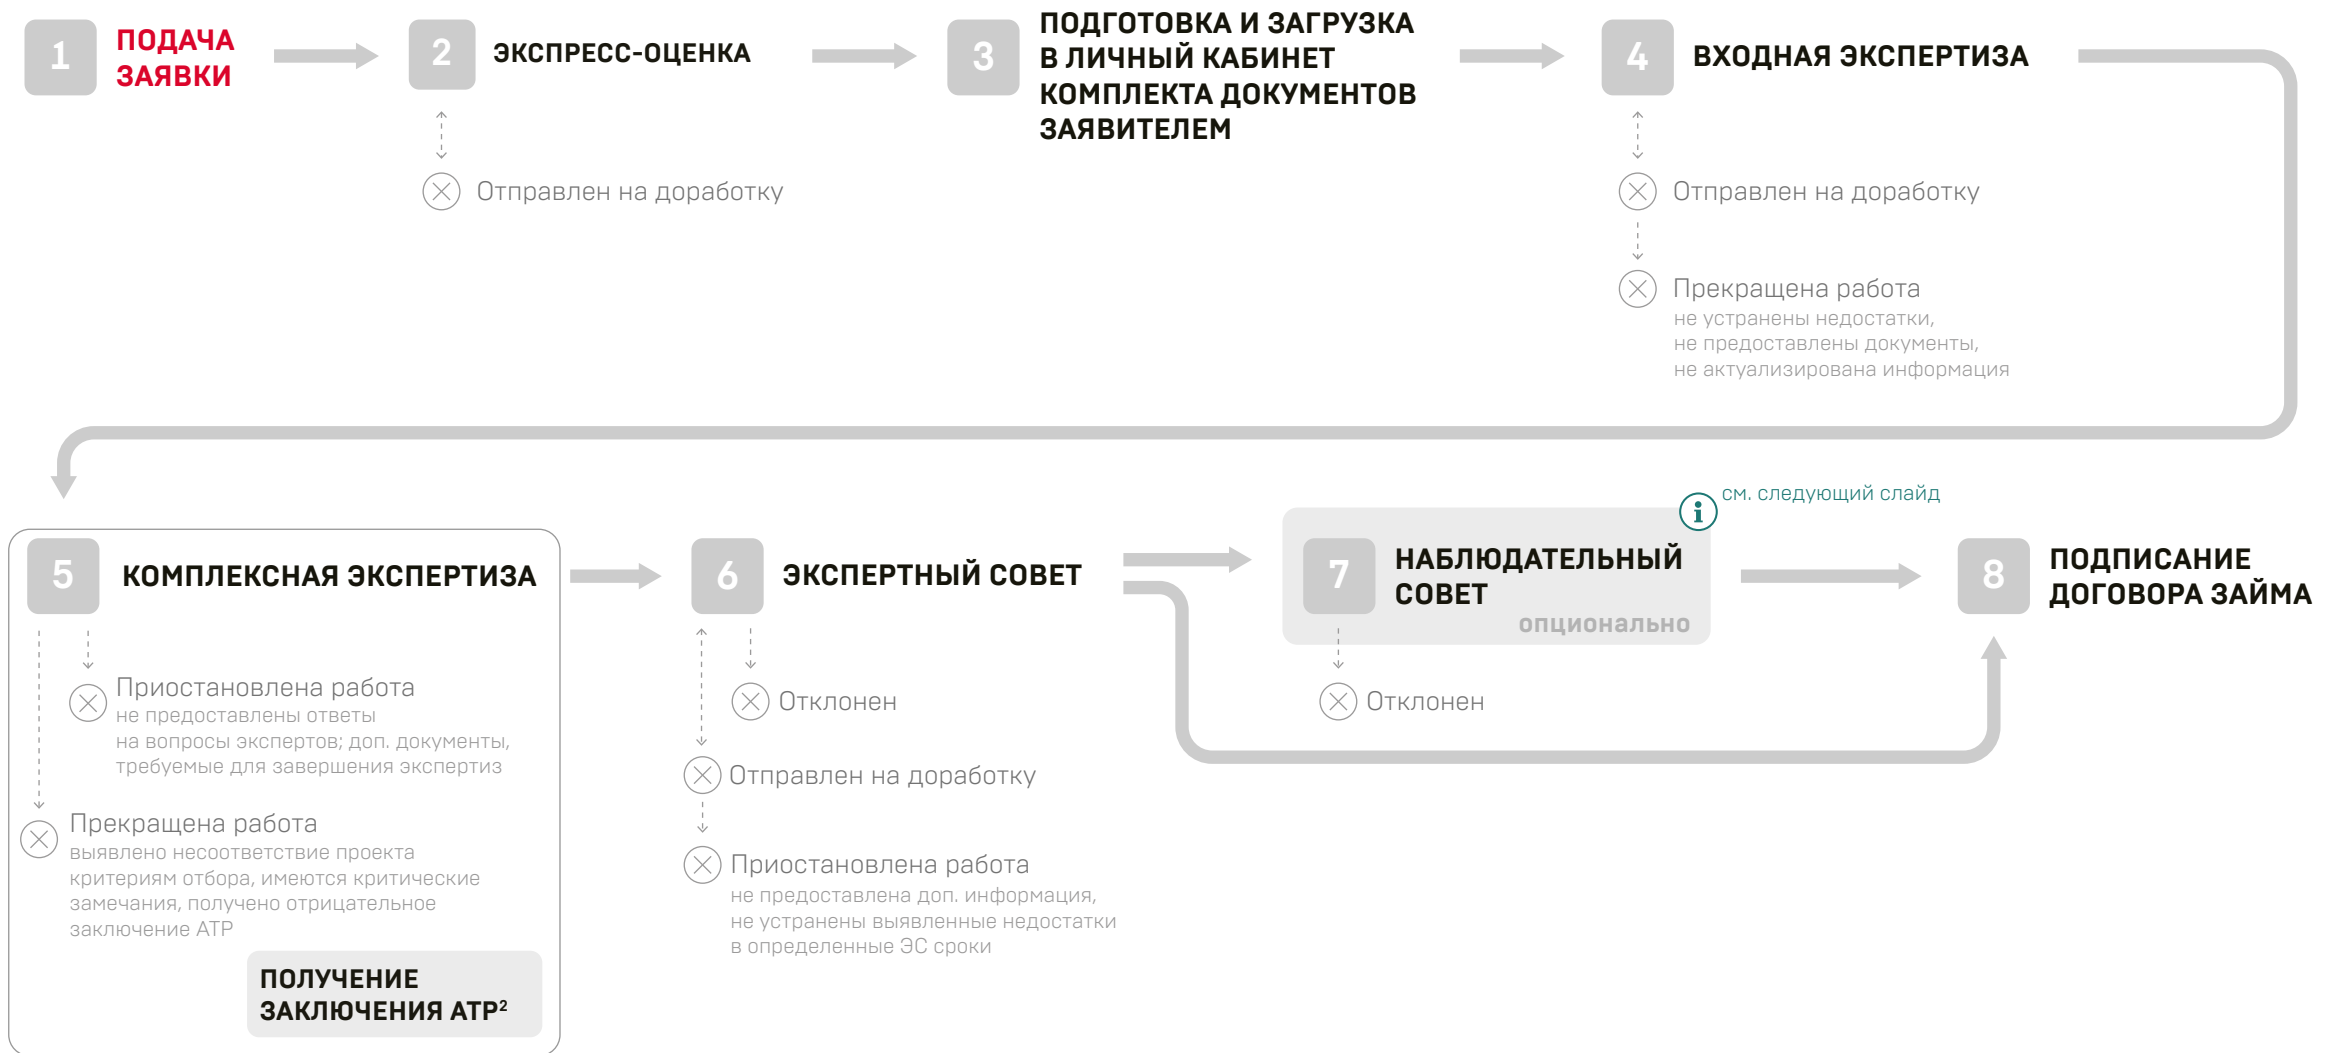 1
ПОДАЧА
ЗАЯВКИ
2
ЭКСПРЕСС-ОЦЕНКА
Отправлен на доработку
3
ПОДГОТОВКА И ЗАГРУЗКА
В ЛИЧНЫЙ КАБИНЕТ
КОМПЛЕКТА ДОКУМЕНТОВ
ЗАЯВИТЕЛЕМ
4
ВХОДНАЯ ЭКСПЕРТИЗА
Отправлен на доработку
Прекращена работа
не устранены недостатки,
не предоставлены документы,
не актуализирована информация
5
КОМПЛЕКСНАЯ ЭКСПЕРТИЗА
Приостановлена работа
не предоставлены ответы
на вопросы экспертов; доп. документы,
требуемые для завершения экспертиз
Прекращена работа
выявлено несоответствие проекта
критериям отбора, имеются критические
замечания, получено отрицательное
заключение АТР
ПОЛУЧЕНИЕ
ЗАКЛЮЧЕНИЯ АТР²
6
ЭКСПЕРТНЫЙ СОВЕТ
Отклонен
Отправлен на доработку
Приостановлена работа
не предоставлена доп. информация,
не устранены выявленные недостатки
в определенные ЭС сроки
i
см. следующий слайд
7
НАБЛЮДАТЕЛЬНЫЙ
СОВЕТ
опционально
Отклонен
8
ПОДПИСАНИЕ
ДОГОВОРА ЗАЙМА